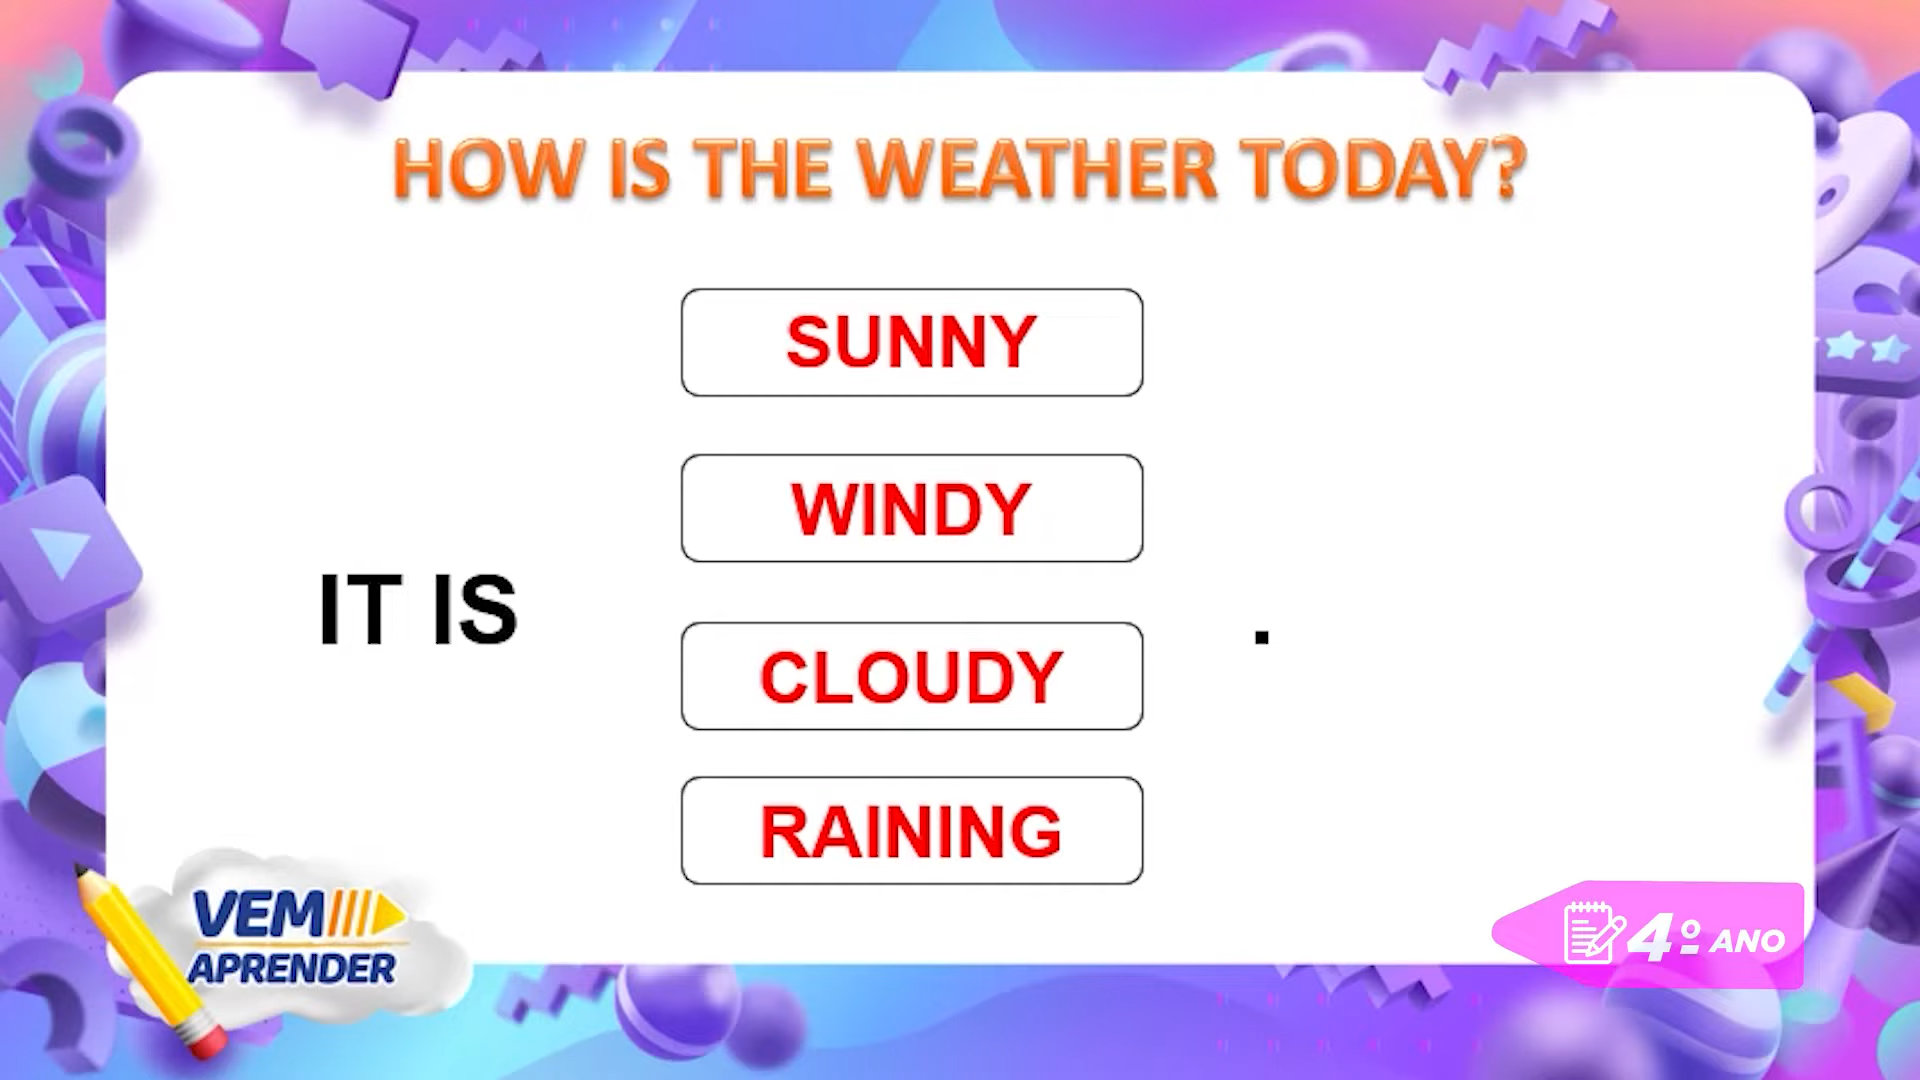 HOW IS THE WEATHER TODAY?
SUNNY
WINDY
IT IS .
CLOUDY
RAINING
VEM
APRENDER
4º ANO